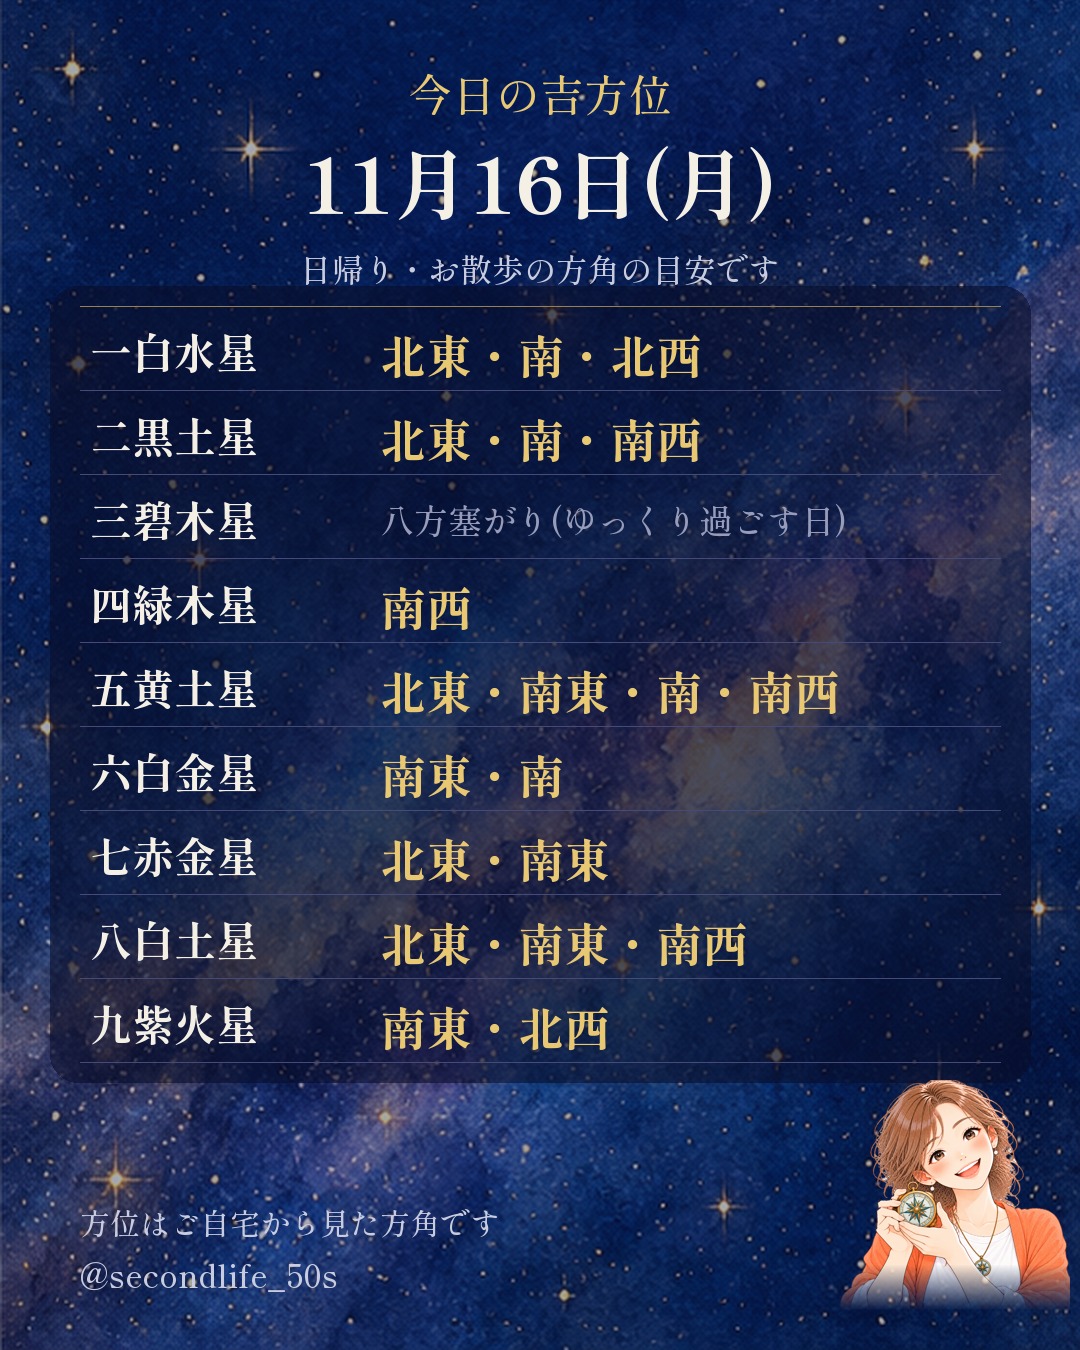 今日の吉方位
11月16日(月)
日帰り・お散歩の方角の目安です
一白水星 北東・南・北西
二黒土星 北東・南・南西
三碧木星 八方塞がり(ゆっくり過ごす日)
四緑木星 南西
五黄土星 北東・南東・南・南西
六白金星 南東・南
七赤金星 北東・南東
八白土星 北東・南東・南西
九紫火星 南東・北西
方位はご自宅から見た方角です
@secondlife_50s